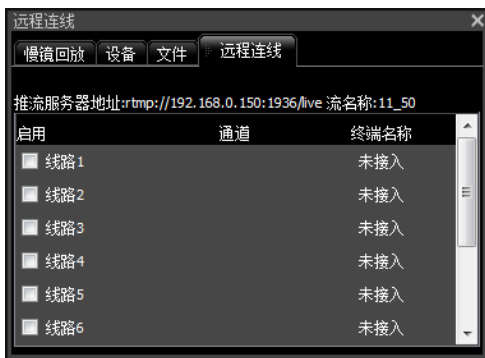 远程连线
慢镜回放 设备 文件 远程连线
推流服务器地址:rtmp://192.168.0.150:1936/live 流名称:11_50
启用 通道 终端名称
线路1 未接入
线路2 未接入
线路3 未接入
线路4 未接入
线路5 未接入
线路6 未接入